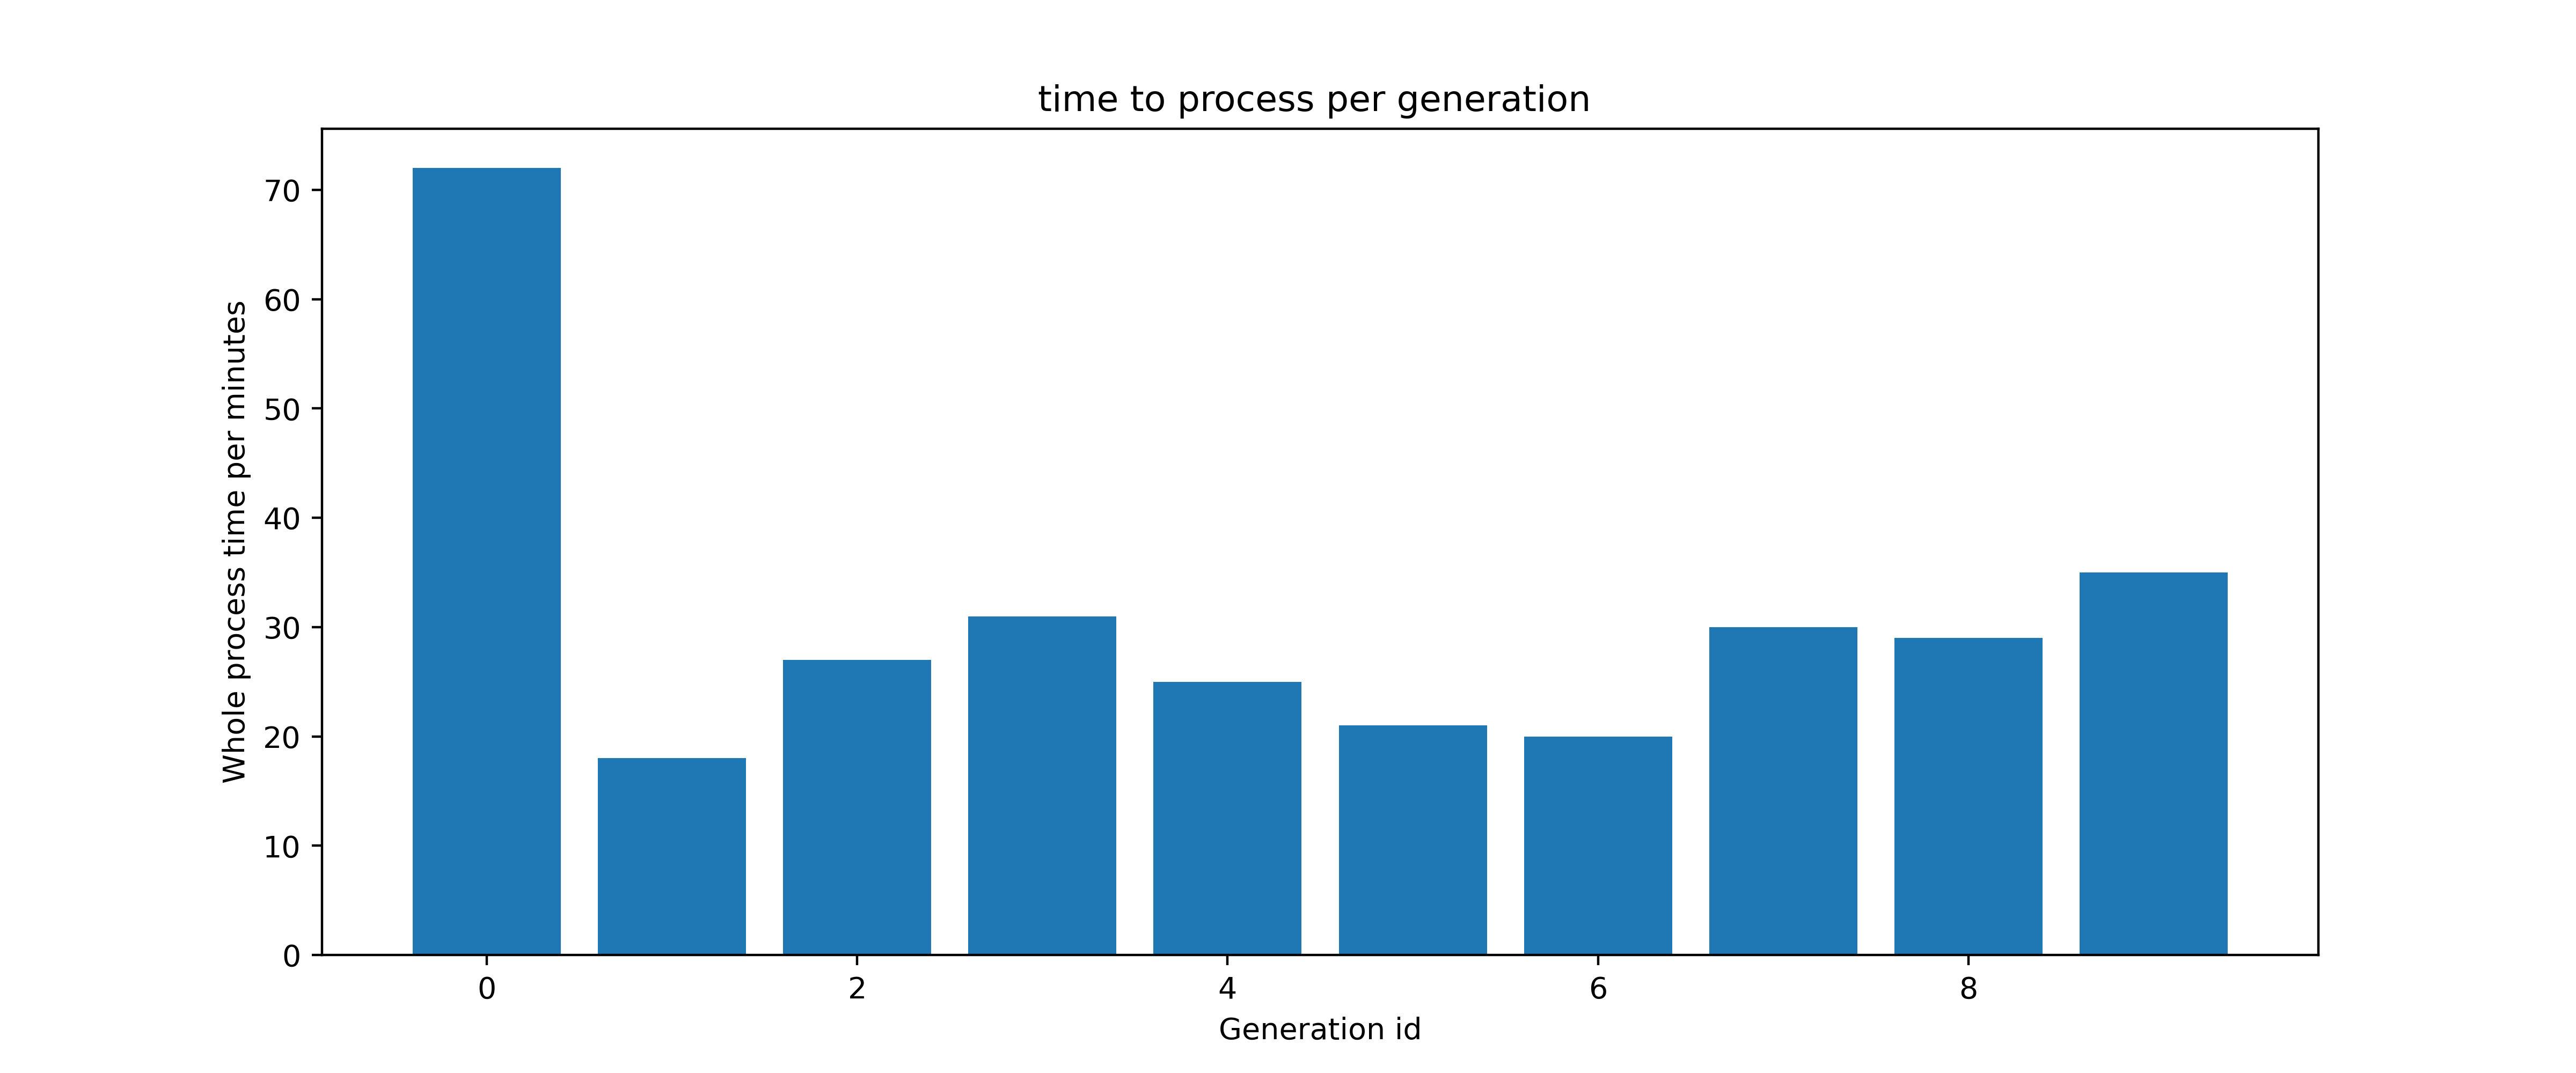 time to process per generation
Whole process time per minutes
70
60
50
40
30
20
10
0
0 2 4 6 8
Generation id